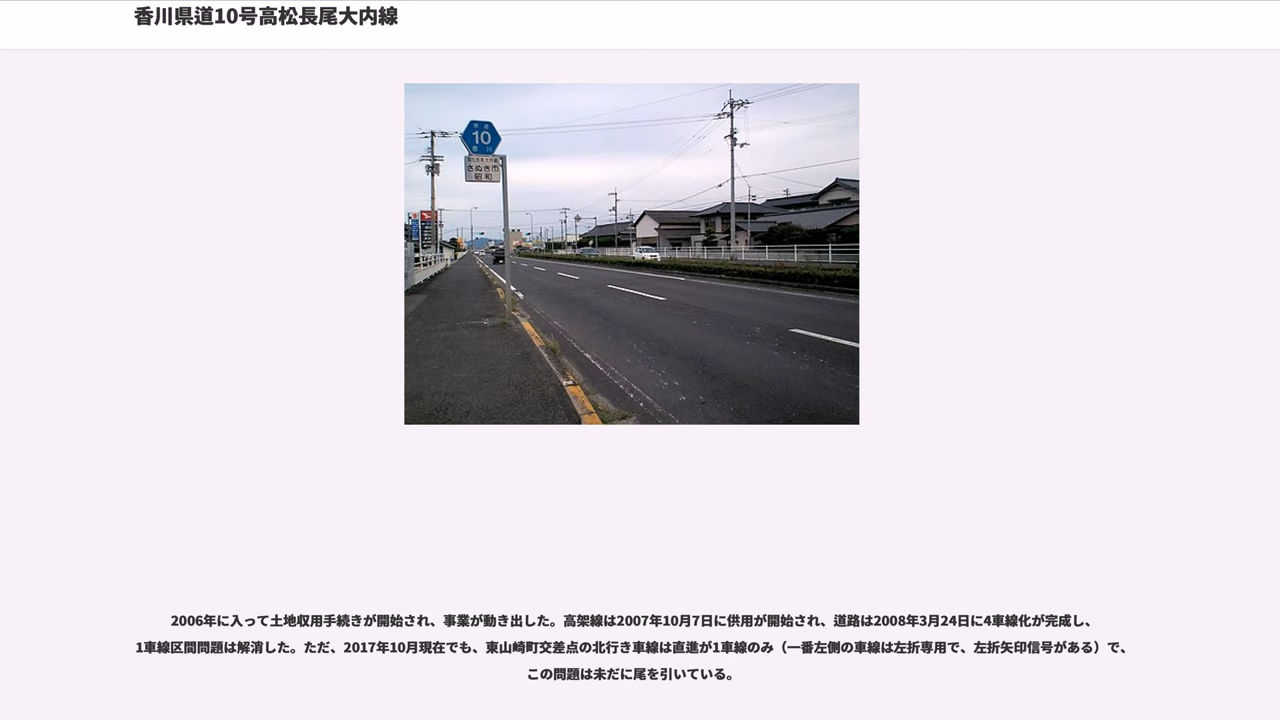 香川県道10号高松長尾大内線
10
香川
さぬき市
昭和
2006年に入って土地収用手続きが開始され、事業が動き出した。高架線は2007年10月7日に供用が開始され、道路は2008年3月24日に4車線化が完成し、
1車線区間問題は解消した。ただ、2017年10月現在でも、東山崎町交差点の北行き車線は直進が1車線のみ（一番左側の車線は左折専用で、左折矢印信号がある）で、
この問題は未だに尾を引いている。